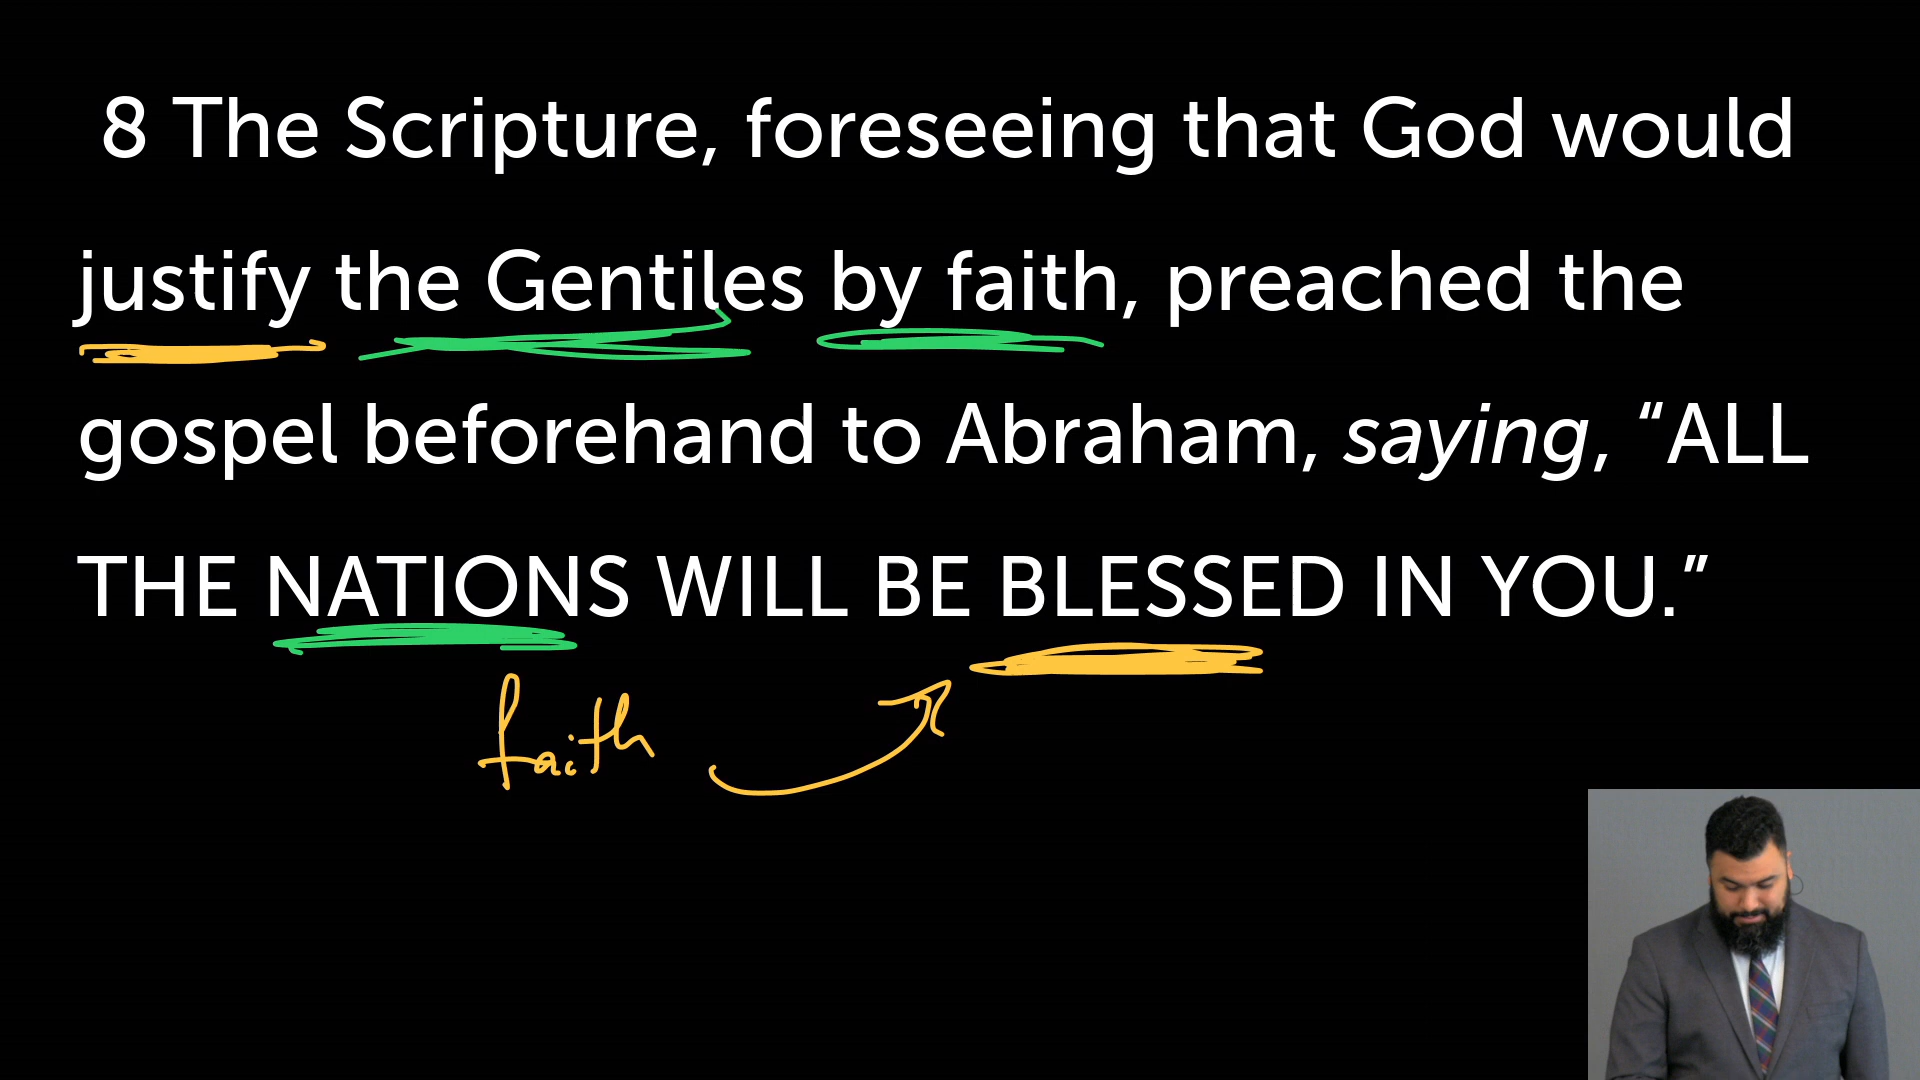 8 The Scripture, foreseeing that God would
justify the Gentiles by faith, preached the
gospel beforehand to Abraham, saying, “ALL
THE NATIONS WILL BE BLESSED IN YOU.”
faith